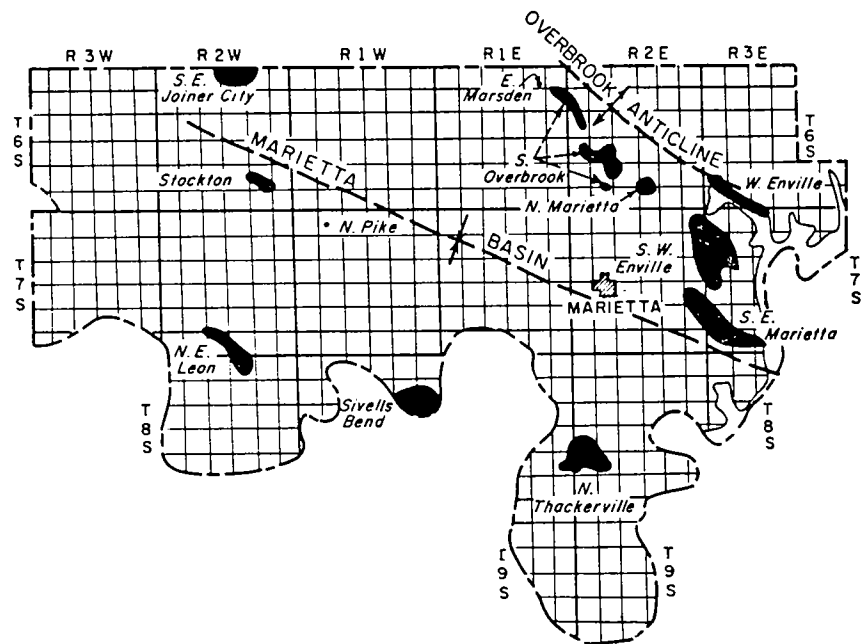 R 3 W
R 2 W
R 1 W
R 1 E
R 2 E
R 3 E
OVERBROOK ANTICLINE
S. E.
Joiner City
E.
Marsden
T
6
S
T
6
S
MARIETTA BASIN
Stockton
S.
Overbrook
W. Enville
N. Marietta
N. Pike
S. W.
Enville
T
7
S
T
7
S
MARIETTA
S. E.
Marietta
N. E.
Leon
Sivells
Bend
T
8
S
T
8
S
N.
Thackerville
T
9
S
T
9
S